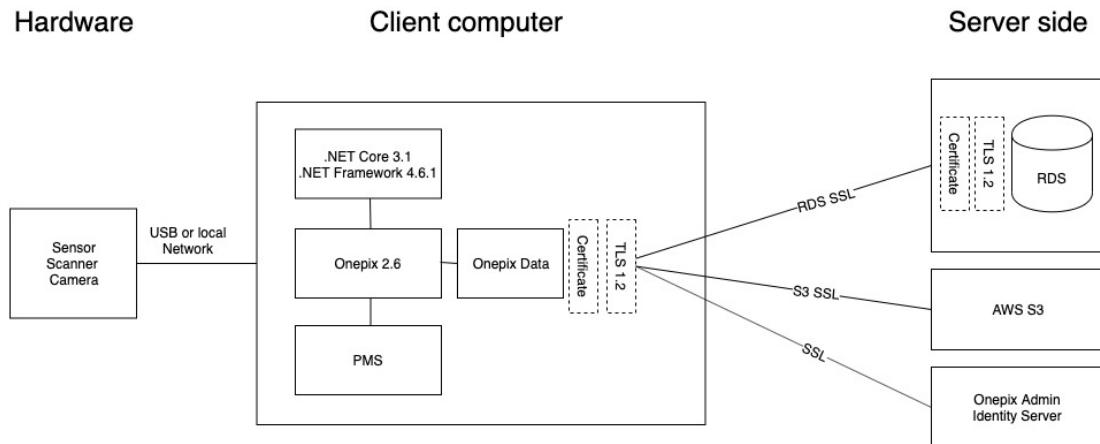 Hardware
Client computer
Server side
Sensor
Scanner
Camera
USB or local
Network
.NET Core 3.1
.NET Framework 4.6.1
Onepix 2.6
PMS
Onepix Data
Certificate
TLS 1.2
RDS SSL
S3 SSL
SSL
Certificate
TLS 1.2
RDS
AWS S3
Onepix Admin
Identity Server